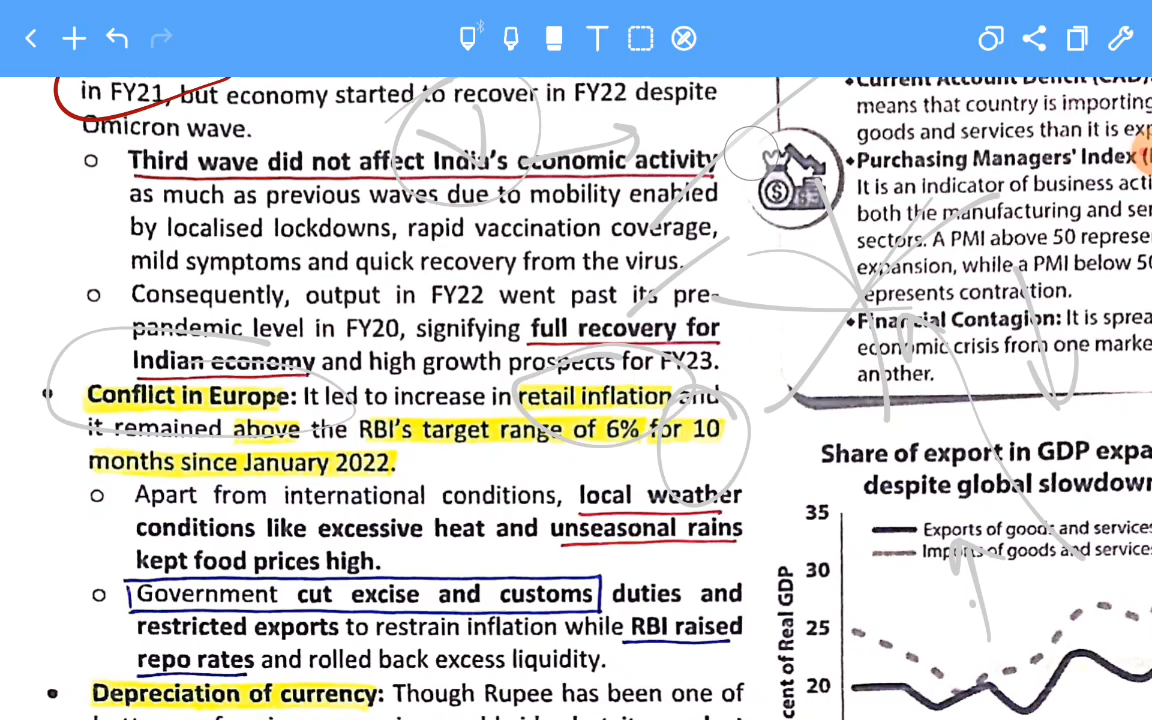 in FY21, but economy started to recover in FY22 despite
Omicron wave.
o Third wave did not affect India's economic activity
as much as previous waves due to mobility enabled
by localised lockdowns, rapid vaccination coverage,
mild symptoms and quick recovery from the virus.
o Consequently, output in FY22 went past its pre-
pandemic level in FY20, signifying full recovery for
Indian economy and high growth prospects for FY23.
• Conflict in Europe: It led to increase in retail inflation and
it remained above the RBI's target range of 6% for 10
months since January 2022.
o Apart from international conditions, local weather
conditions like excessive heat and unseasonal rains
kept food prices high.
o Government cut excise and customs duties and
restricted exports to restrain inflation while RBI raised
repo rates and rolled back excess liquidity.
• Depreciation of currency: Though Rupee has been one of
•Current Account Deficit (CAD)
means that country is importing
goods and services than it is exp
•Purchasing Managers' Index (
It is an indicator of business acti
both the manufacturing and ser
sectors. A PMI above 50 represe
expansion, while a PMI below 50
epresents contraction.
•Financial Contagion: It is sprea
economic crisis from one marke
another.
Share of export in GDP expa
despite global slowdow
35
Exports of goods and services
Imports of goods and services
30
25
20
cent of Real GDP